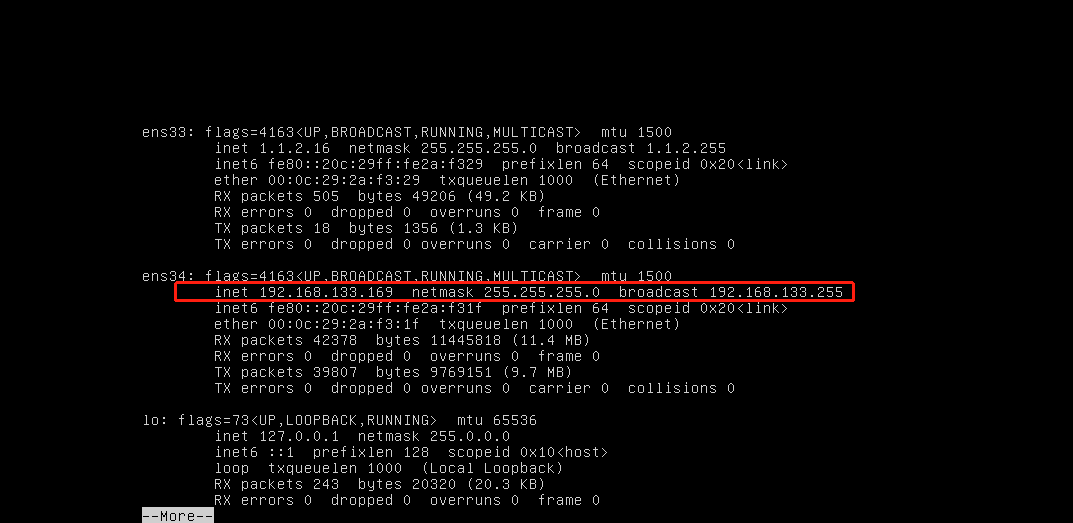 ens33: flags=4163<UP,BROADCAST,RUNNING,MULTICAST>  mtu 1500
        inet 1.1.2.16  netmask 255.255.255.0  broadcast 1.1.2.255
        inet6 fe80::20c:29ff:fe2a:f329  prefixlen 64  scopeid 0x20<link>
        ether 00:0c:29:2a:f3:29  txqueuelen 1000  (Ethernet)
        RX packets 505  bytes 49206 (49.2 KB)
        RX errors 0  dropped 0  overruns 0  frame 0
        TX packets 18  bytes 1356 (1.3 KB)
        TX errors 0  dropped 0 overruns 0  carrier 0  collisions 0

ens34: flags=4163<UP,BROADCAST,RUNNING,MULTICAST>  mtu 1500
        inet 192.168.133.169  netmask 255.255.255.0  broadcast 192.168.133.255
        inet6 fe80::20c:29ff:fe2a:f31f  prefixlen 64  scopeid 0x20<link>
        ether 00:0c:29:2a:f3:1f  txqueuelen 1000  (Ethernet)
        RX packets 42378  bytes 11445818 (11.4 MB)
        RX errors 0  dropped 0  overruns 0  frame 0
        TX packets 39807  bytes 9769151 (9.7 MB)
        TX errors 0  dropped 0 overruns 0  carrier 0  collisions 0

lo: flags=73<UP,LOOPBACK,RUNNING>  mtu 65536
        inet 127.0.0.1  netmask 255.0.0.0
        inet6 ::1  prefixlen 128  scopeid 0x10<host>
        loop  txqueuelen 1000  (Local Loopback)
        RX packets 243  bytes 20320 (20.3 KB)
        RX errors 0  dropped 0  overruns 0  frame 0
--More--